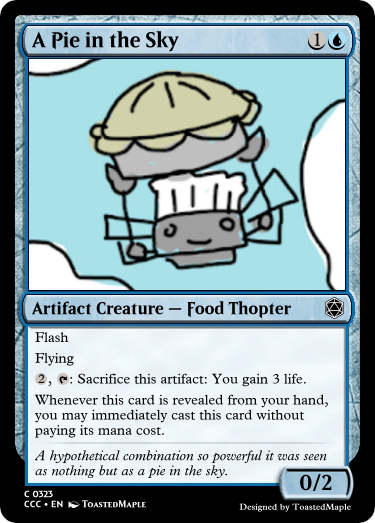 A Pie in the Sky 1
Artifact Creature — Food Thopter
Flash
Flying
2, : Sacrifice this artifact: You gain 3 life.
Whenever this card is revealed from your hand,
you may immediately cast this card without
paying its mana cost.
A hypothetical combination so powerful it was seen
as nothing but as a pie in the sky.
0/2
C 0323
CCC • EN ToastedMaple
Designed by ToastedMaple